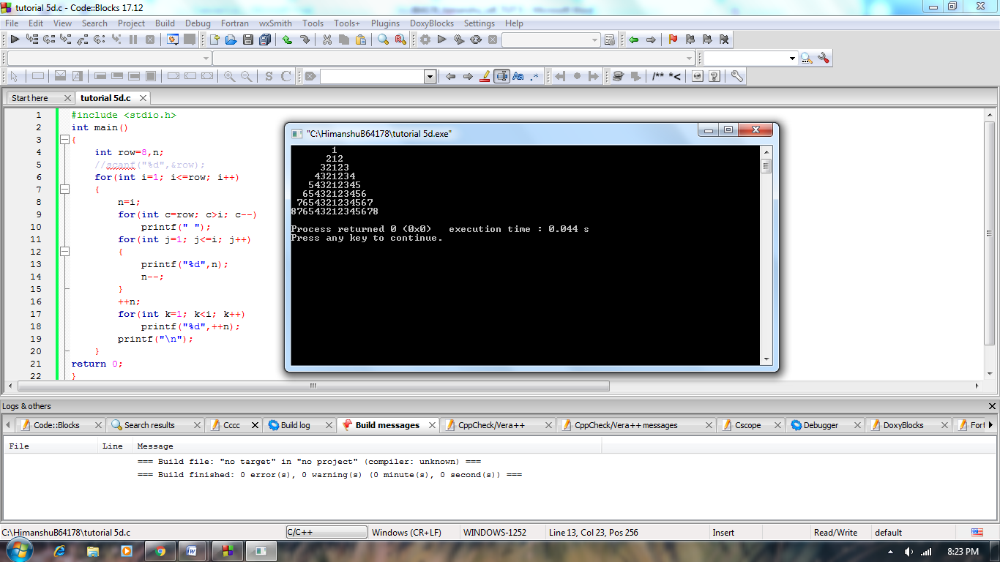 tutorial 5d.c - Code::Blocks 17.12
File Edit View Search Project Build Debug Fortran wxSmith Tools Tools+ Plugins DoxyBlocks Settings Help
S C Aa .* /** *<
Start here tutorial 5d.c
1 #include <stdio.h>
2 int main()
3 {
4 int row=8,n;
5 //scanf("%d",&row);
6 for(int i=1; i<=row; i++)
7 {
8 n=i;
9 for(int c=row; c>i; c--)
10 printf(" ");
11 for(int j=1; j<=i; j++)
12 {
13 printf("%d",n);
14 n--;
15 }
16 ++n;
17 for(int k=1; k<i; k++)
18 printf("%d",++n);
19 printf("\n");
20 }
21 return 0;
22 }
"C:\HimanshuB64178\tutorial 5d.exe"
1
212
32123
4321234
543212345
65432123456
7654321234567
876543212345678
Process returned 0 (0x0) execution time : 0.044 s
Press any key to continue.
Logs & others
Code::Blocks Search results Cccc Build log Build messages CppCheck/Vera++ CppCheck/Vera++ messages Cscope Debugger DoxyBlocks Fort
File Line Message
=== Build file: "no target" in "no project" (compiler: unknown) ===
=== Build finished: 0 error(s), 0 warning(s) (0 minute(s), 0 second(s)) ===
C:\HimanshuB64178\tutorial 5d.c C/C++ Windows (CR+LF) WINDOWS-1252 Line 13, Col 23, Pos 256 Insert Read/Write default
8:23 PM